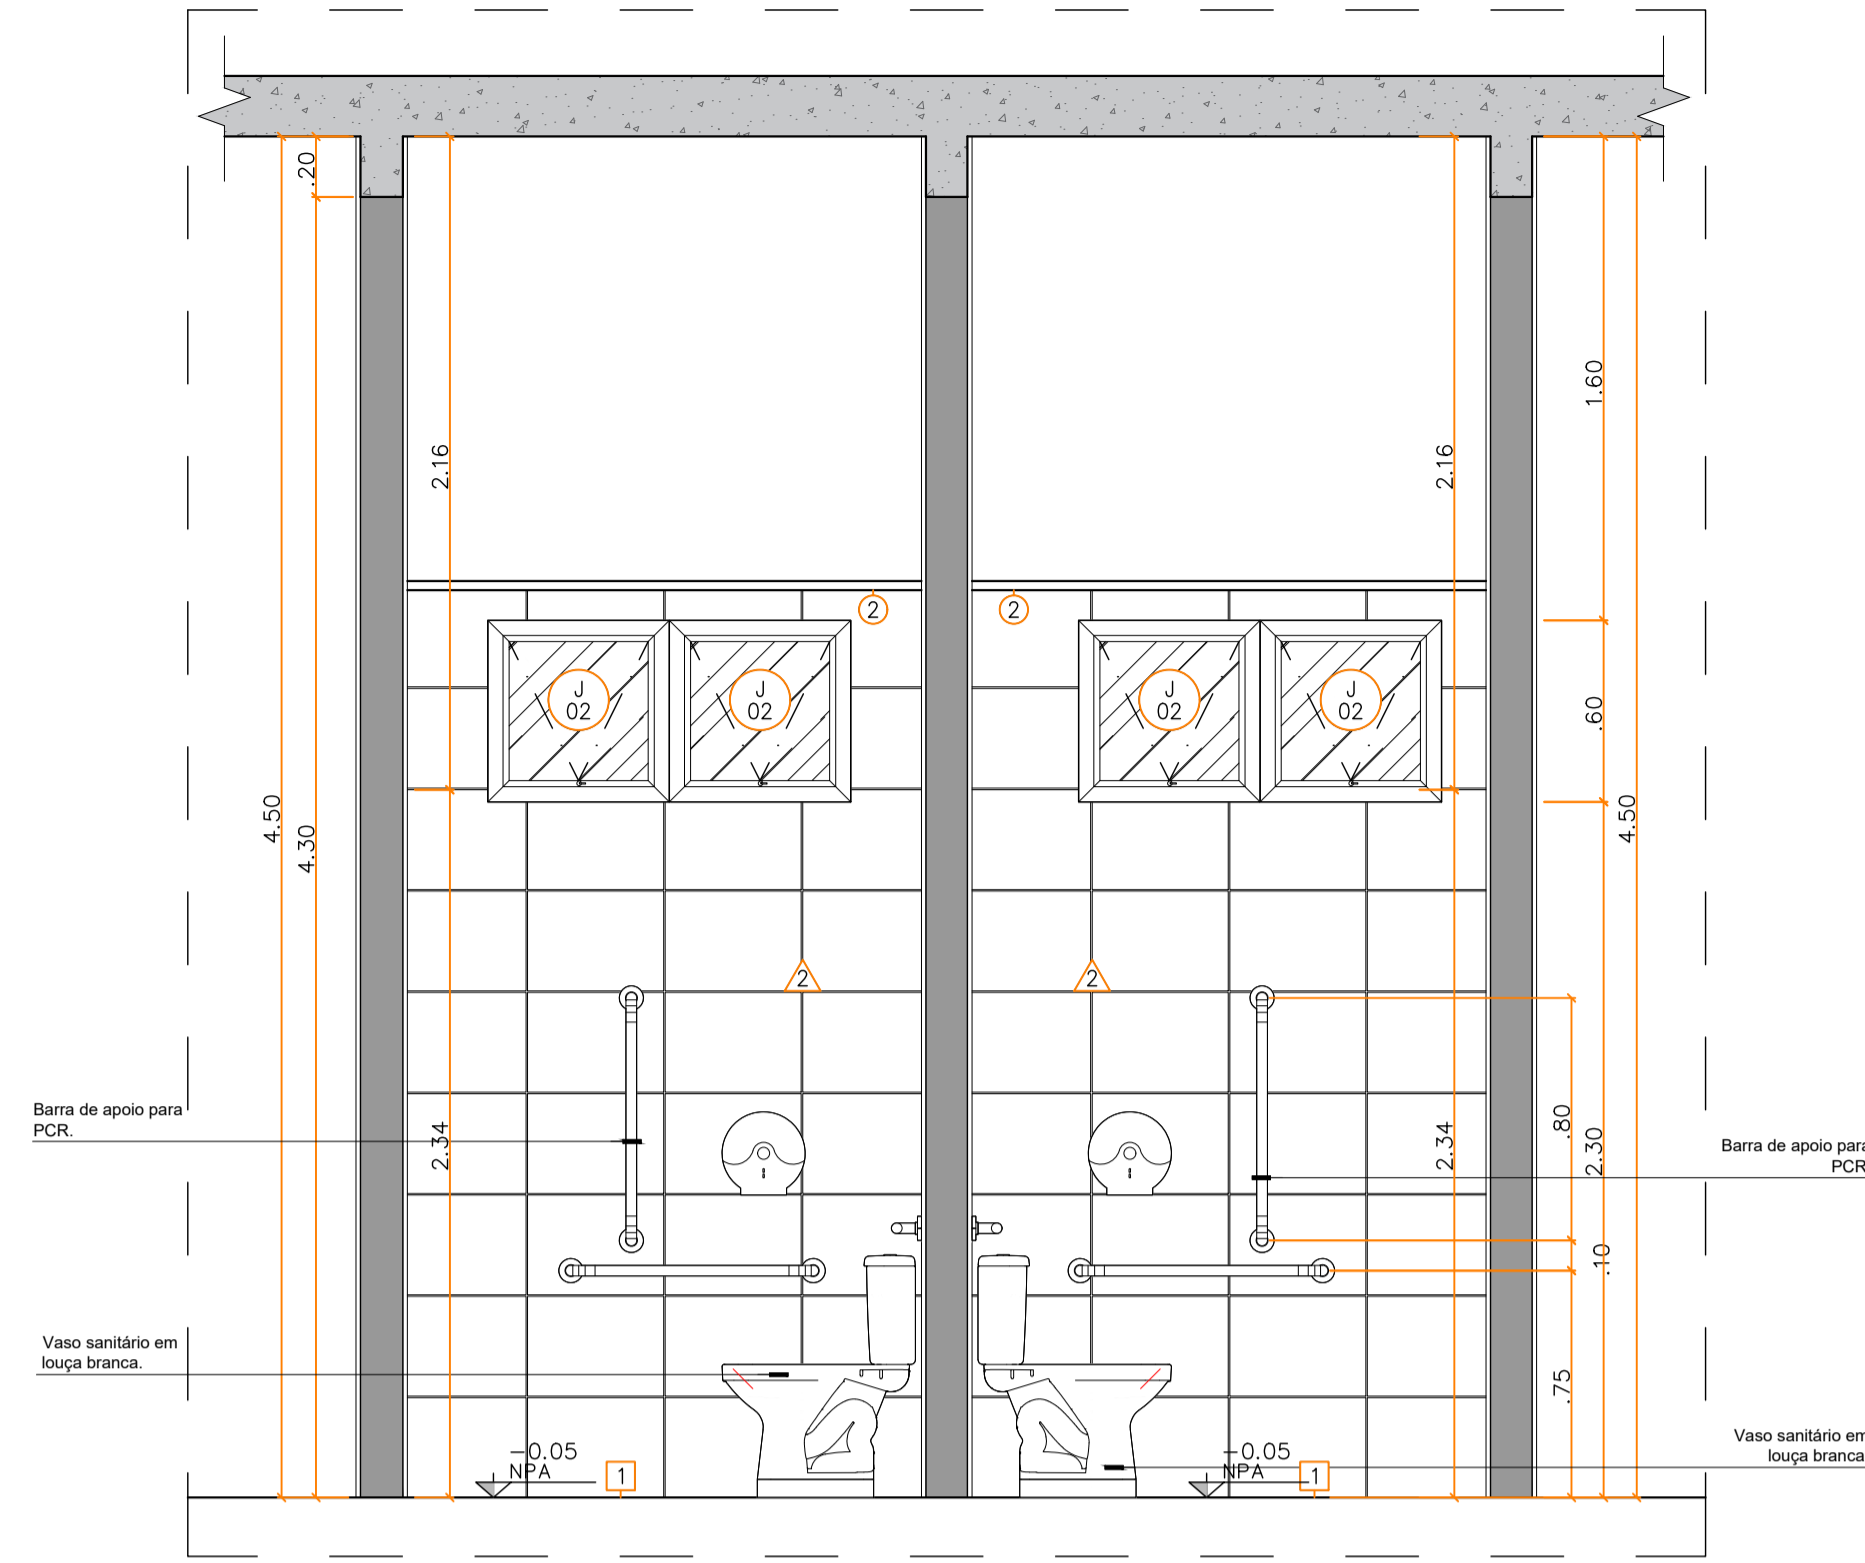 .20
1.60
2.16
2.16
2
2
J
02
J
02
J
02
J
02
.60
4.50
4.30
4.50
2
2
Barra de apoio para
PCR.
2.34
2.34
.80
2.30
Barra de apoio para
PCR
.10
Vaso sanitário em
louça branca.
.75
-0.05
NPA
1
-0.05
NPA
1
Vaso sanitário em
louça branca